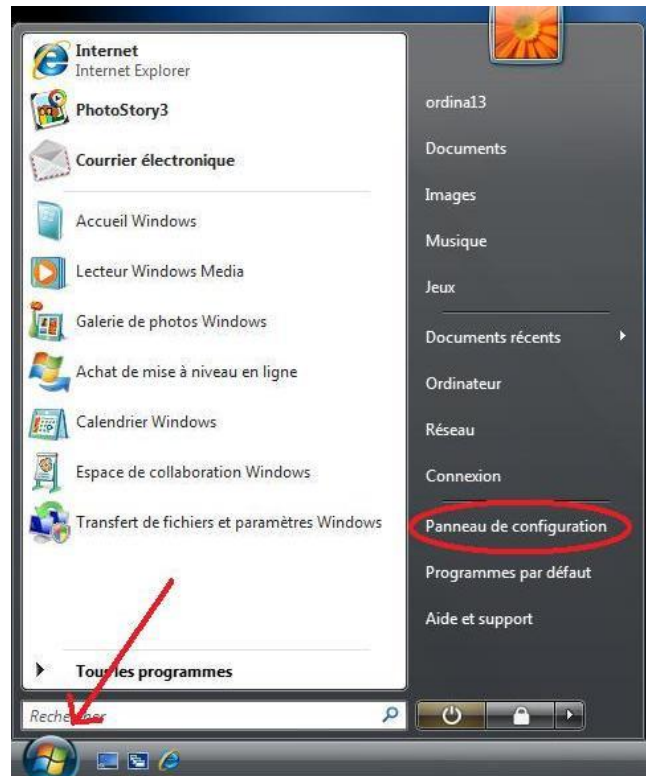 Internet
Internet Explorer
PhotoStory3
Courrier électronique
Accueil Windows
Lecteur Windows Media
Galerie de photos Windows
Achat de mise à niveau en ligne
Calendrier Windows
Espace de collaboration Windows
Transfert de fichiers et paramètres Windows
Tous les programmes
Rechercher
ordina13
Documents
Images
Musique
Jeux
Documents récents
Ordinateur
Réseau
Connexion
Panneau de configuration
Programmes par défaut
Aide et support